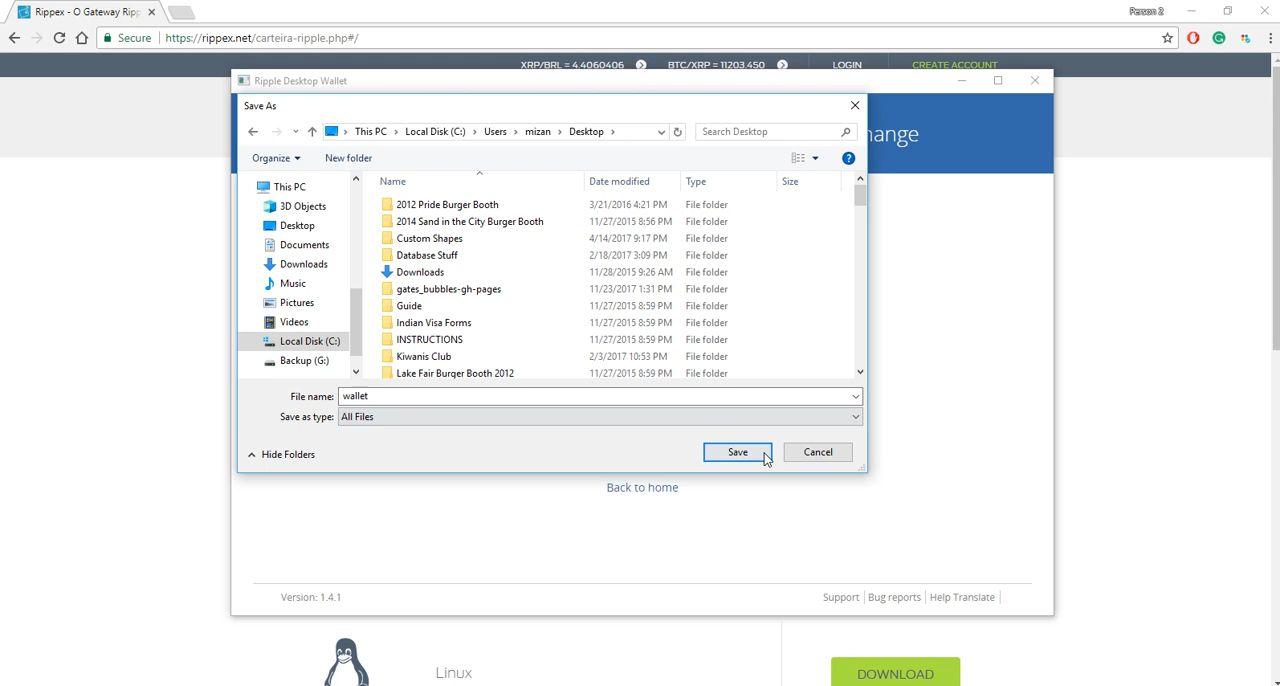 Rippex - O Gateway Ripp
Person 2
Secure
https://rippex.net/carteira-ripple.php#/
XRP/BRL = 4.4060406
BTC/XRP = 11203.450
LOGIN
CREATE ACCOUNT
Ripple Desktop Wallet
hange
Save As
This PC
Local Disk (C:)
Users
mizan
Desktop
Search Desktop
Organize
New folder
Name
Date modified
Type
Size
This PC
3D Objects
Desktop
Documents
Downloads
Music
Pictures
Videos
Local Disk (C:)
Backup (G:)
2012 Pride Burger Booth 3/21/2016 4:21 PM File folder
2014 Sand in the City Burger Booth 11/27/2015 8:56 PM File folder
Custom Shapes 4/14/2017 9:17 PM File folder
Database Stuff 2/18/2017 3:09 PM File folder
Downloads 11/28/2015 9:26 AM File folder
gates_bubbles-gh-pages 11/23/2017 1:31 PM File folder
Guide 11/27/2015 8:59 PM File folder
Indian Visa Forms 11/27/2015 8:59 PM File folder
INSTRUCTIONS 11/27/2015 8:59 PM File folder
Kiwanis Club 2/3/2017 10:53 PM File folder
Lake Fair Burger Booth 2012 11/27/2015 8:59 PM File folder
File name: wallet
Save as type: All Files
Hide Folders
Save
Cancel
Back to home
Version: 1.4.1
Support
Bug reports
Help Translate
Linux
DOWNLOAD